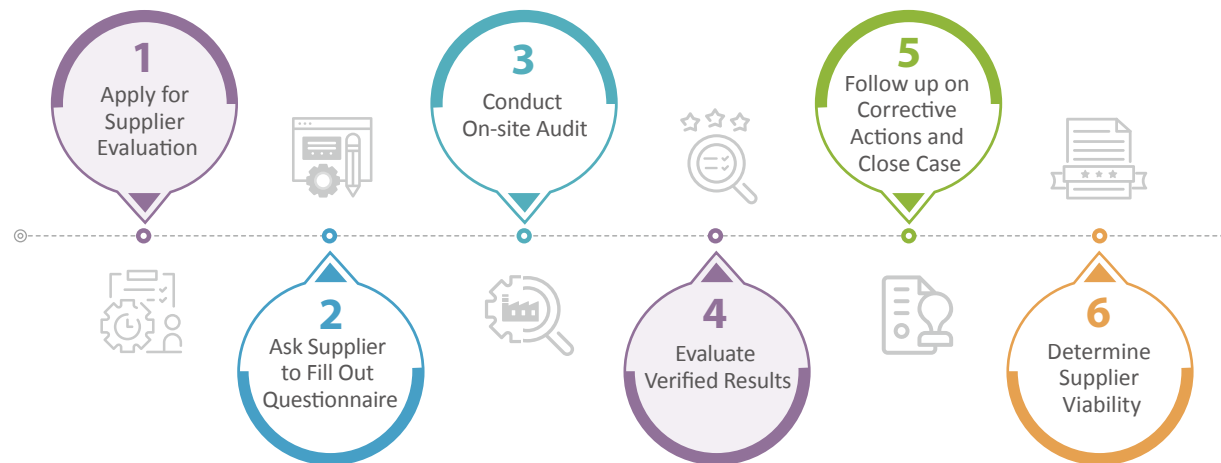 1
Apply for
Supplier
Evaluation
2
Ask Supplier
to Fill Out
Questionnaire
3
Conduct
On-site Audit
4
Evaluate
Verified Results
5
Follow up on
Corrective
Actions and
Close Case
6
Determine
Supplier
Viability